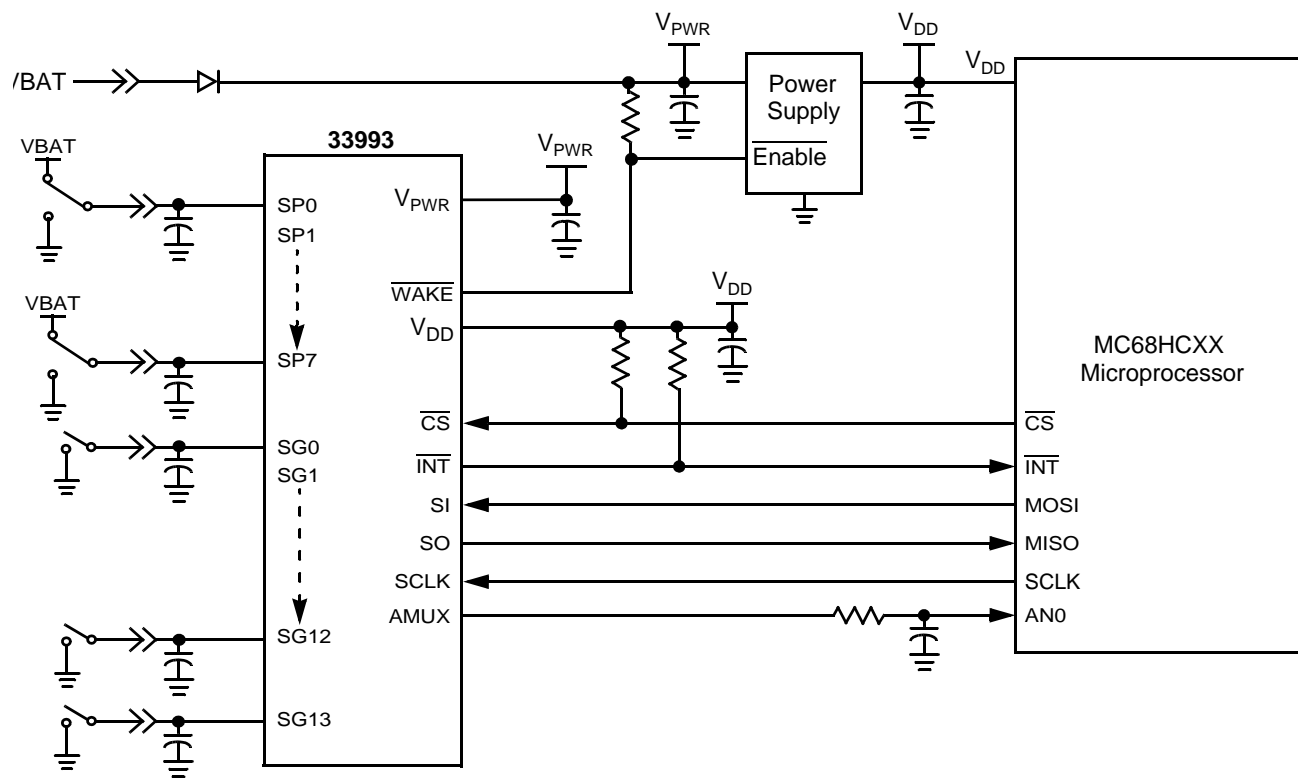 VPWR
VDD
VDD
/BAT
Power
Supply
Enable
33993
VBAT
VPWR
SP0
VPWR
SP1
WAKE
VDD
VBAT
VDD
SP7
MC68HCXX
Microprocessor
SG0
CS
CS
SG1
INT
INT
SI
MOSI
SO
MISO
SCLK
SCLK
AMUX
AN0
SG12
SG13